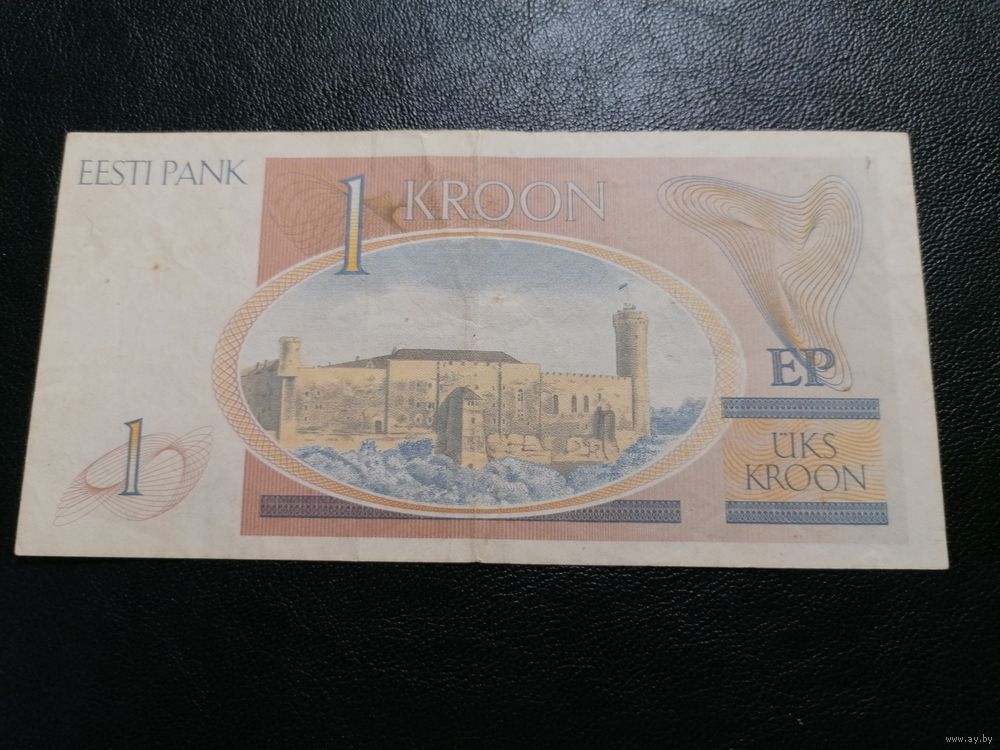 EESTI PANK
1 KROON
EP
ÜKS
KROON
1
www.ay.by